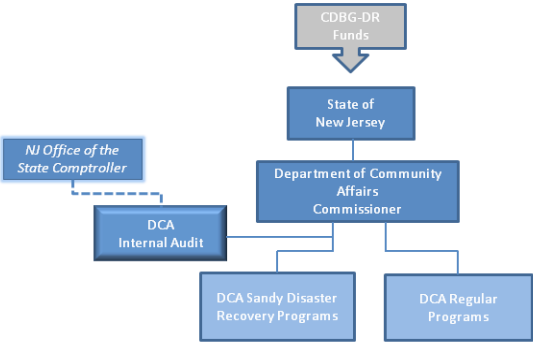 CDBG-DR
Funds
State of
New Jersey
NJ Office of the
State Comptroller
Department of Community
Affairs
Commissioner
DCA
Internal Audit
DCA Sandy Disaster
Recovery Programs
DCA Regular
Programs